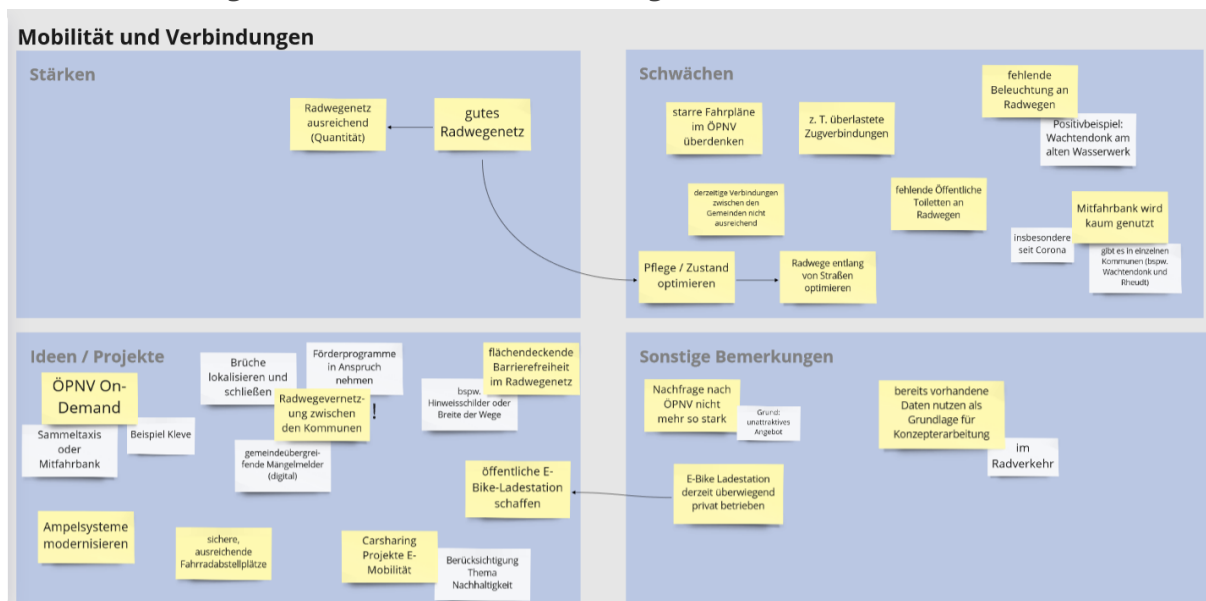 Mobilität und Verbindungen
Stärken
Radwegenetz
ausreichend
(Quantität)
gutes
Radwegenetz
Schwächen
starre Fahrpläne
im ÖPNV
überdenken
z. T. überlastete
Zugverbindungen
fehlende
Beleuchtung an
Radwegen
Positivbeispiel:
Wachtendonk am
alten Wasserwerk
derzeitige Verbindungen
zwischen den
Gemeinden nicht
ausreichend
fehlende Öffentliche
Toiletten an
Radwegen
Mitfahrbank wird
kaum genutzt
insbesondere
seit Corona
gibt es in einzelnen
Kommunen (bspw.
Wachtendonk und
Rheudt)
Pflege / Zustand
optimieren
Radwege entlang
von Straßen
optimieren
Ideen / Projekte
ÖPNV On-
Demand
Sammeltaxis
oder
Mitfahrbank
Beispiel Kleve
Brüche
lokalisieren und
schließen
Förderprogramme
in Anspruch
nehmen
Radwegevernetz-
ung zwischen
den Kommunen
!
gemeindeübergrei-
fende Mängelmelder
(digital)
flächendeckende
Barrierefreiheit
im Radwegenetz
bspw.
Hinweisschilder oder
Breite der Wege
öffentliche E-
Bike-Ladestation
schaffen
Ampelsysteme
modernisieren
sichere,
ausreichende
Fahrradabstellplätze
Carsharing
Projekte E-
Mobilität
Berücksichtigung
Thema
Nachhaltigkeit
Sonstige Bemerkungen
Nachfrage nach
ÖPNV nicht
mehr so stark
Grund:
unattraktives
Angebot
bereits vorhandene
Daten nutzen als
Grundlage für
Konzepterarbeitung
im
Radverkehr
E-Bike Ladestation
derzeit überwiegend
privat betrieben